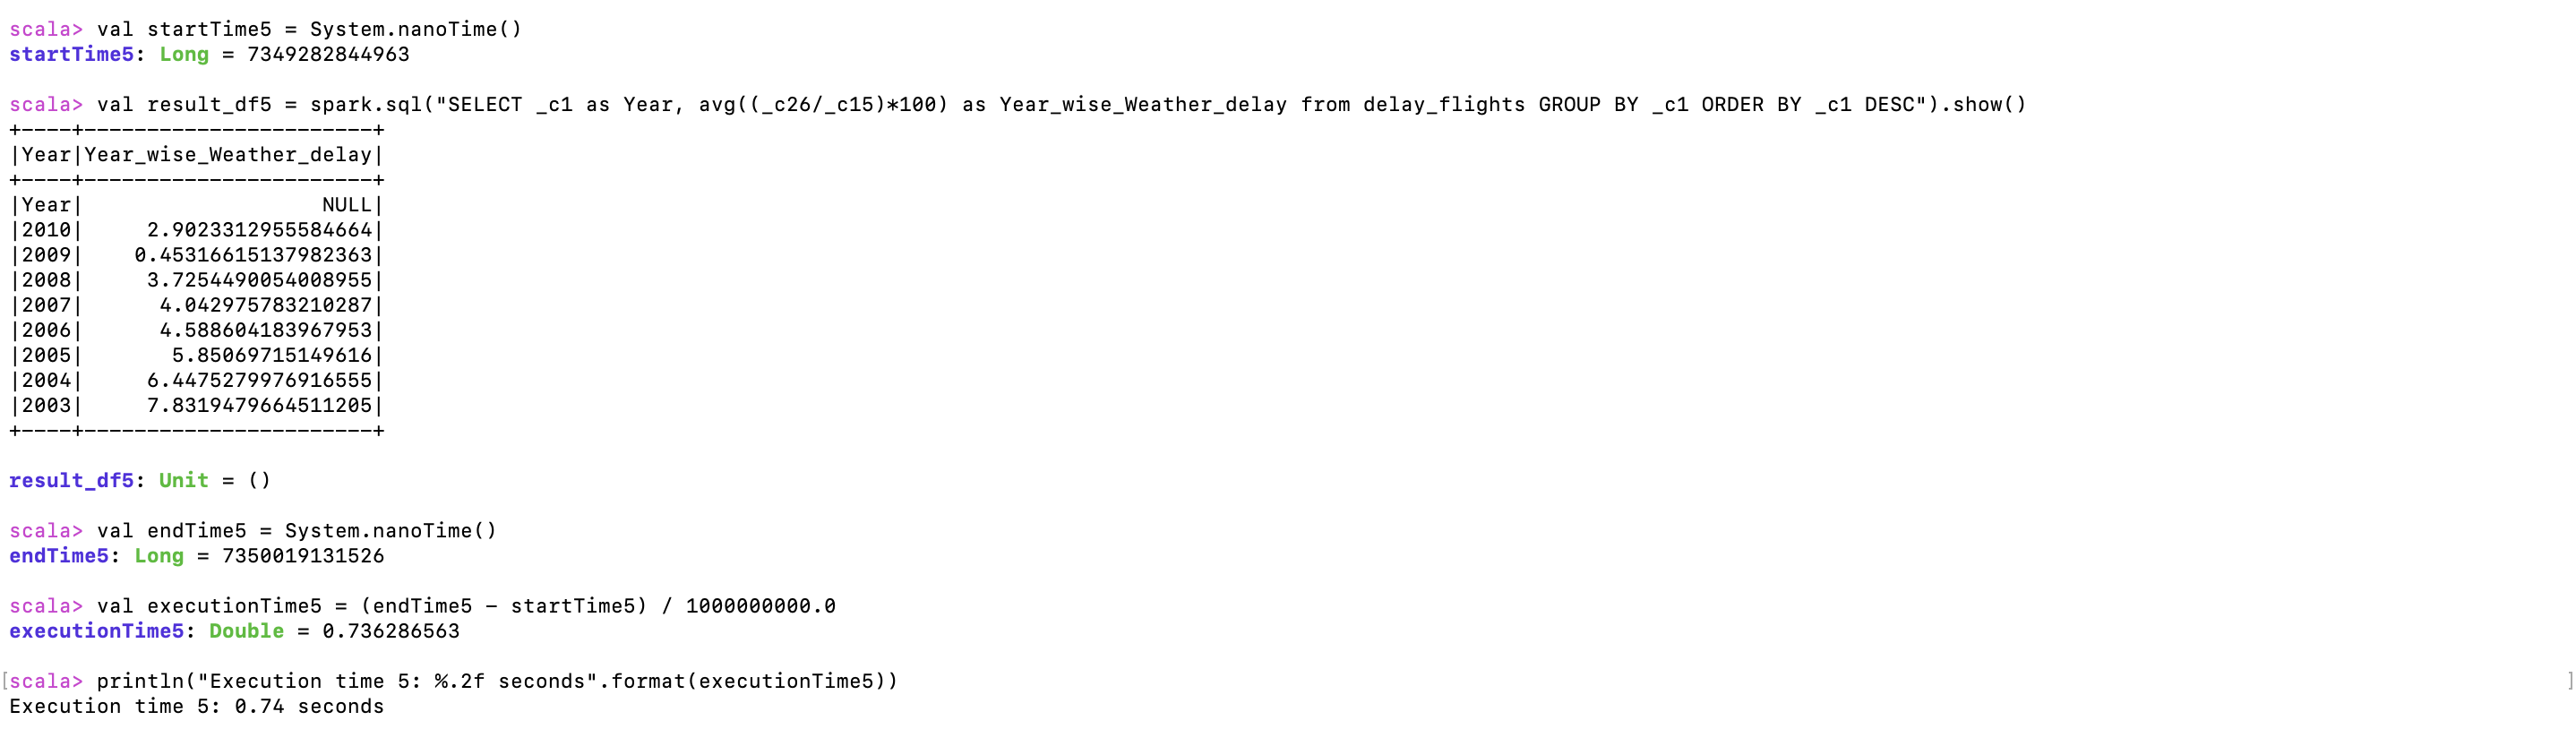 scala> val startTime5 = System.nanoTime()
startTime5: Long = 7349282844963
scala> val result_df5 = spark.sql("SELECT _c1 as Year, avg((_c26/_c15)*100) as Year_wise_Weather_delay from delay_flights GROUP BY _c1 ORDER BY _c1 DESC").show()
+----+-----------------------+
|Year|Year_wise_Weather_delay|
+----+-----------------------+
|Year|                   NULL|
|2010|     2.9023312955584664|
|2009|    0.45316615137982363|
|2008|     3.7254490054008955|
|2007|      4.042975783210287|
|2006|      4.588604183967953|
|2005|       5.85069715149616|
|2004|     6.4475279976916555|
|2003|     7.8319479664511205|
+----+-----------------------+
result_df5: Unit = ()
scala> val endTime5 = System.nanoTime()
endTime5: Long = 7350019131526
scala> val executionTime5 = (endTime5 - startTime5) / 1000000000.0
executionTime5: Double = 0.736286563
[scala> println("Execution time 5: %.2f seconds".format(executionTime5)) ]
Execution time 5: 0.74 seconds